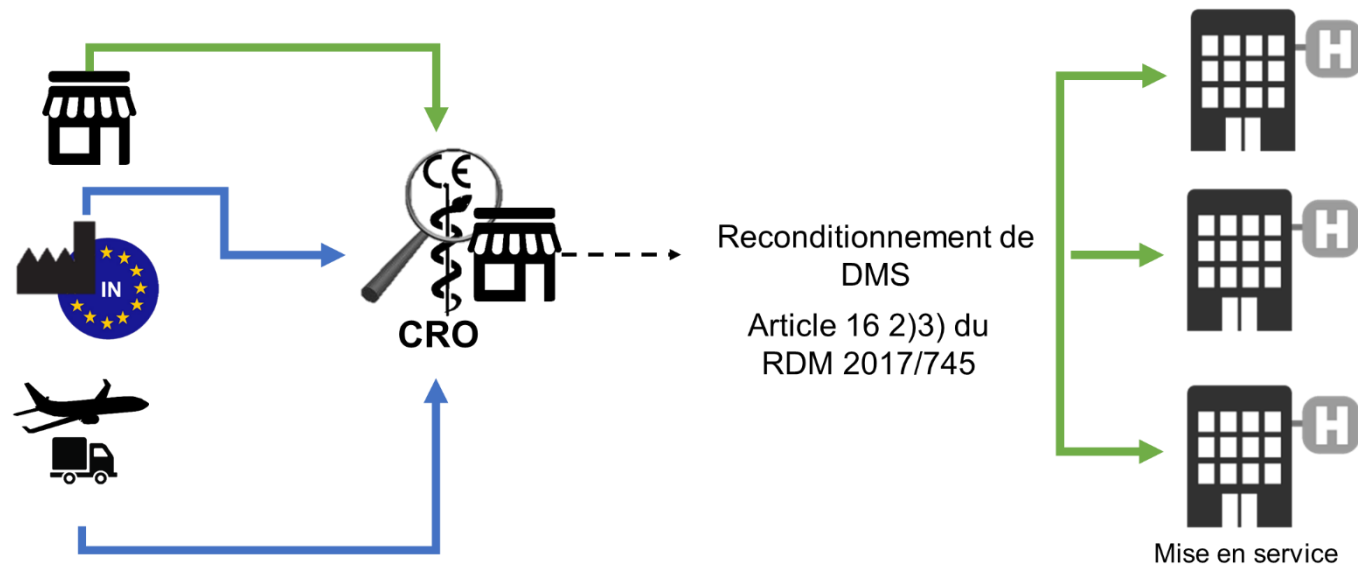 H
CE
IN
CRO
Reconditionnement de
DMS
Article 16 2)3) du
RDM 2017/745
H
H
Mise en service